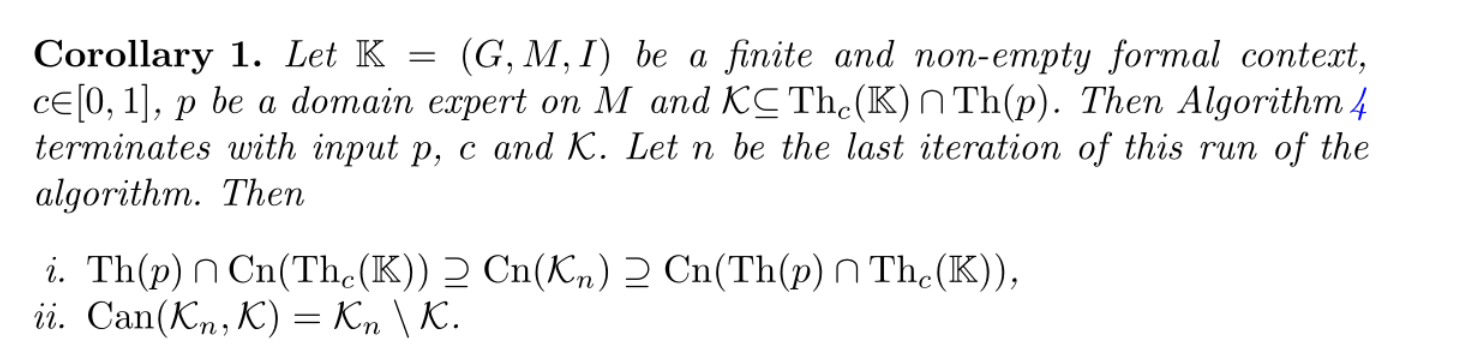 Corollary 1. Let 𝕂 = (G, M, I) be a finite and non-empty formal context,
c∈[0, 1], p be a domain expert on M and 𝒦⊆ Th_c(𝕂) ∩ Th(p). Then Algorithm 4
terminates with input p, c and 𝒦. Let n be the last iteration of this run of the
algorithm. Then
i. Th(p) ∩ Cn(Th_c(𝕂)) ⊇ Cn(𝒦_n) ⊇ Cn(Th(p) ∩ Th_c(𝕂)),
ii. Can(𝒦_n, 𝒦) = 𝒦_n \ 𝒦.